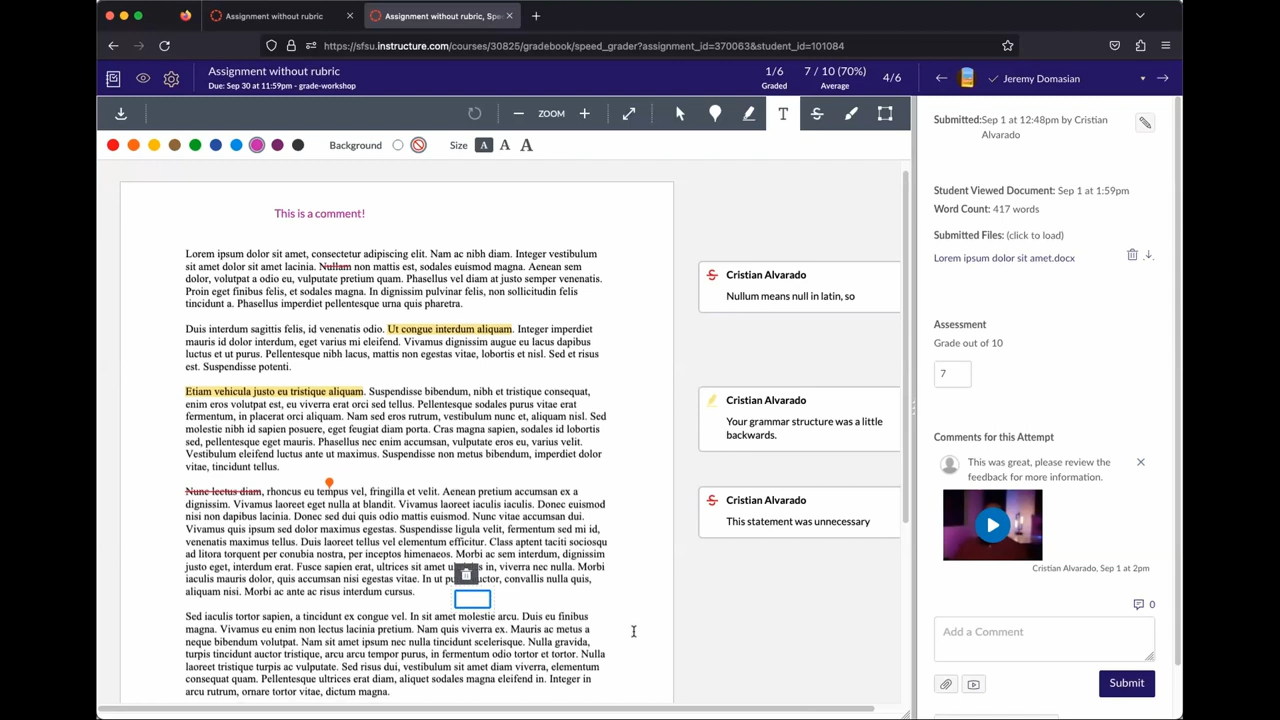 Assignment without rubric
Assignment without rubric, Spe
https://sfsu.instructure.com/courses/30825/gradebook/speed_grader?assignment_id=370063&student_id=101084
Assignment without rubric
Due: Sep 30 at 11:59pm - grade-workshop
1/6
Graded
7 / 10 (70%)
Average
4/6
Jeremy Domasian
ZOOM
T
S
Background
Size
A
A
A
This is a comment!
Lorem ipsum dolor sit amet, consectetur adipiscing elit. Nam ac nibh diam. Integer vestibulum
sit amet dolor sit amet lacinia. Nullam non mattis est, sodales euismod magna. Aenean sem
dolor, volutpat a odio eu, vulputate pretium quam. Phasellus vel diam at justo semper venenatis.
Proin eget finibus felis, et sodales magna. In dignissim pulvinar felis, non sollicitudin felis
tincidunt a. Phasellus imperdiet pellentesque urna quis pharetra.
Duis interdum sagittis felis, id venenatis odio. Ut congue interdum aliquam. Integer imperdiet
mauris id dolor interdum, eget varius mi eleifend. Vivamus dignissim augue eu lacus dapibus
luctus et ut purus. Pellentesque nibh lacus, mattis non egestas vitae, lobortis et nisl. Sed et risus
est. Suspendisse potenti.
Etiam vehicula justo eu tristique aliquam. Suspendisse bibendum, nibh et tristique consequat,
enim eros volutpat est, eu viverra erat orci sed tellus. Pellentesque sodales purus vitae erat
fermentum, in placerat orci aliquam. Nam sed eros rutrum, vestibulum nunc et, aliquam nisl. Sed
molestie nibh id sapien posuere, eget feugiat diam porta. Cras magna sapien, sodales id lobortis
sed, pellentesque eget mauris. Phasellus nec enim accumsan, vulputate eros eu, varius velit.
Vestibulum eleifend luctus ante ut maximus. Suspendisse non metus bibendum, imperdiet dolor
vitae, tincidunt tellus.
Nunc lectus diam, rhoncus eu tempus vel, fringilla et velit. Aenean pretium accumsan ex a
dignissim. Vivamus laoreet eget nulla at blandit. Vivamus laoreet iaculis iaculis. Donec euismod
nisi non dapibus lacinia. Donec sed dui quis odio mattis euismod. Nunc vitae accumsan dui.
Vivamus quis ipsum sed dolor maximus egestas. Suspendisse ligula velit, fermentum sed mi id,
venenatis maximus tellus. Duis laoreet tellus vel elementum efficitur. Class aptent taciti sociosqu
ad litora torquent per conubia nostra, per inceptos himenaeos. Morbi ac sem interdum, dignissim
justo eget, interdum erat. Fusce sapien erat, ultrices sit amet in, viverra nec nulla. Morbi
iaculis mauris dolor, quis accumsan nisi egestas vitae. In ut auctor, convallis nulla quis,
aliquam nisi. Morbi ac ante ac risus interdum cursus.
Sed iaculis tortor sapien, a tincidunt ex congue vel. In sit amet molestie arcu. Duis eu finibus
magna. Vivamus eu enim non lectus lacinia pretium. Nam quis viverra ex. Mauris ac metus a
neque bibendum volutpat. Nam sit amet ipsum nec nulla tincidunt scelerisque. Nulla gravida,
turpis tincidunt auctor tristique, arcu arcu tempor purus, in fermentum odio tortor et tortor. Nulla
laoreet tristique turpis ac vulputate. Sed risus dui, vestibulum sit amet diam viverra, elementum
consequat quam. Pellentesque ultrices erat diam, aliquet sodales magna eleifend in. Integer in
arcu rutrum, ornare tortor vitae, dictum magna.
Cristian Alvarado
Nullum means null in latin, so
Cristian Alvarado
Your grammar structure was a little
backwards.
Cristian Alvarado
This statement was unnecessary
Submitted:Sep 1 at 12:48pm by Cristian
Alvarado
Student Viewed Document: Sep 1 at 1:59pm
Word Count: 417 words
Submitted Files: (click to load)
Lorem ipsum dolor sit amet.docx
Assessment
Grade out of 10
7
Comments for this Attempt
This was great, please review the
feedback for more information.
Cristian Alvarado, Sep 1 at 2pm
0
Add a Comment
Submit